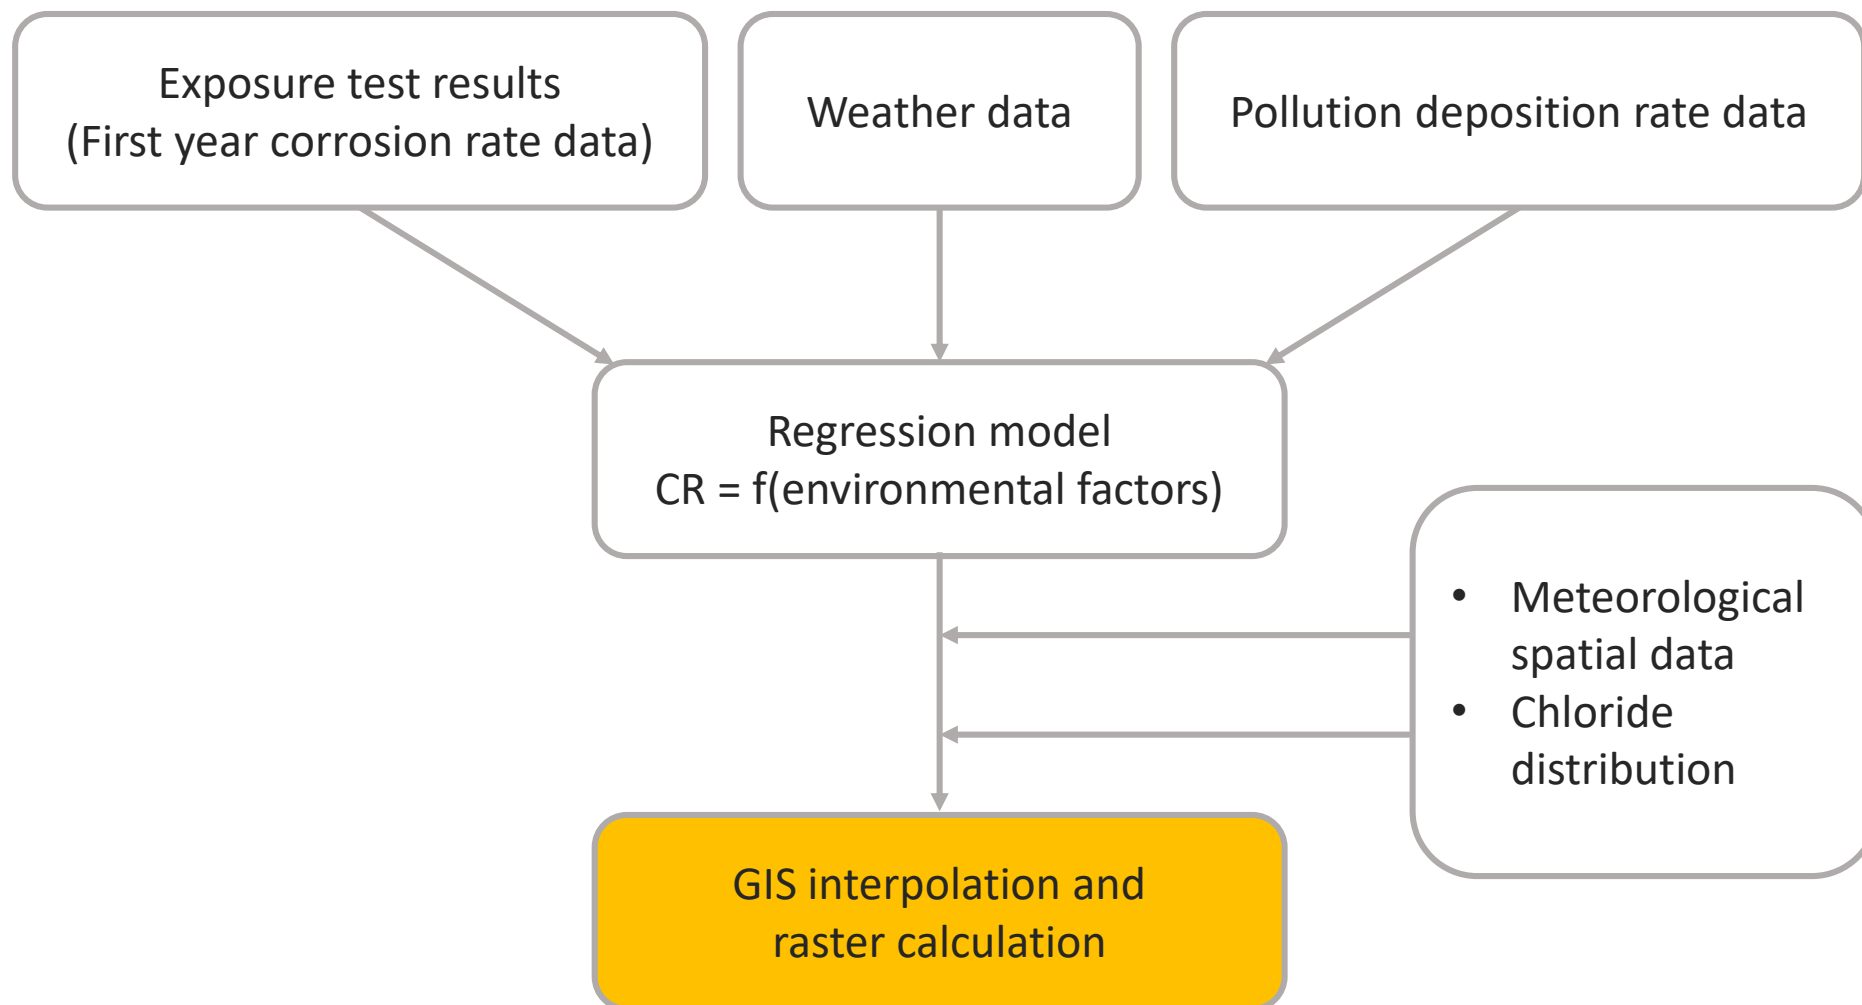 Exposure test results
(First year corrosion rate data)
Weather data
Pollution deposition rate data
Regression model
CR = f(environmental factors)
• Meteorological
spatial data
• Chloride
distribution
GIS interpolation and
raster calculation